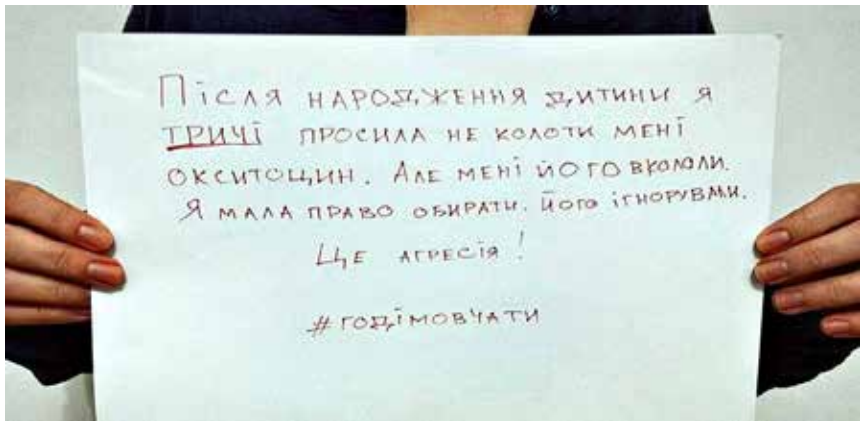 Після народження дитини я
тричі просила не колоти мені
окситоцин. Але мені його вкололи.
Я мала право обирати. Його ігнорували.
Це агресія!
#годімовчати